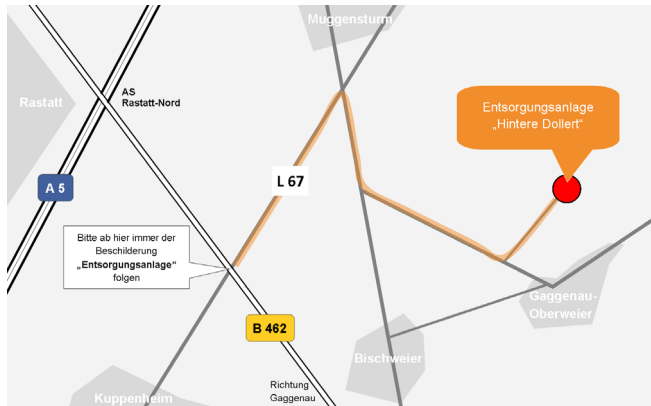 Muggensturm
AS
Rastatt-Nord
Rastatt
Entsorgungsanlage
„Hintere Dollert“
A 5
L 67
Bitte ab hier immer der
Beschilderung
„Entsorgungsanlage“
folgen
Gaggenau-
Oberweier
B 462
Bischweier
Richtung
Gaggenau
Kuppenheim